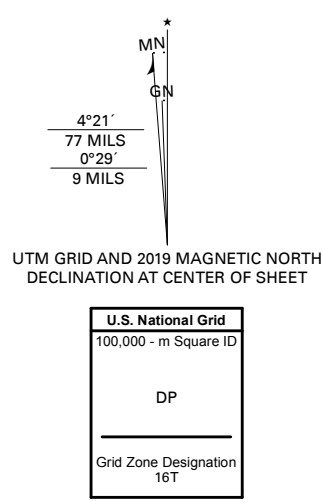 ★
MN
GN
4°21´
77 MILS
0°29´
9 MILS
UTM GRID AND 2019 MAGNETIC NORTH
DECLINATION AT CENTER OF SHEET
U.S. National Grid
100,000 - m Square ID
DP
Grid Zone Designation
16T